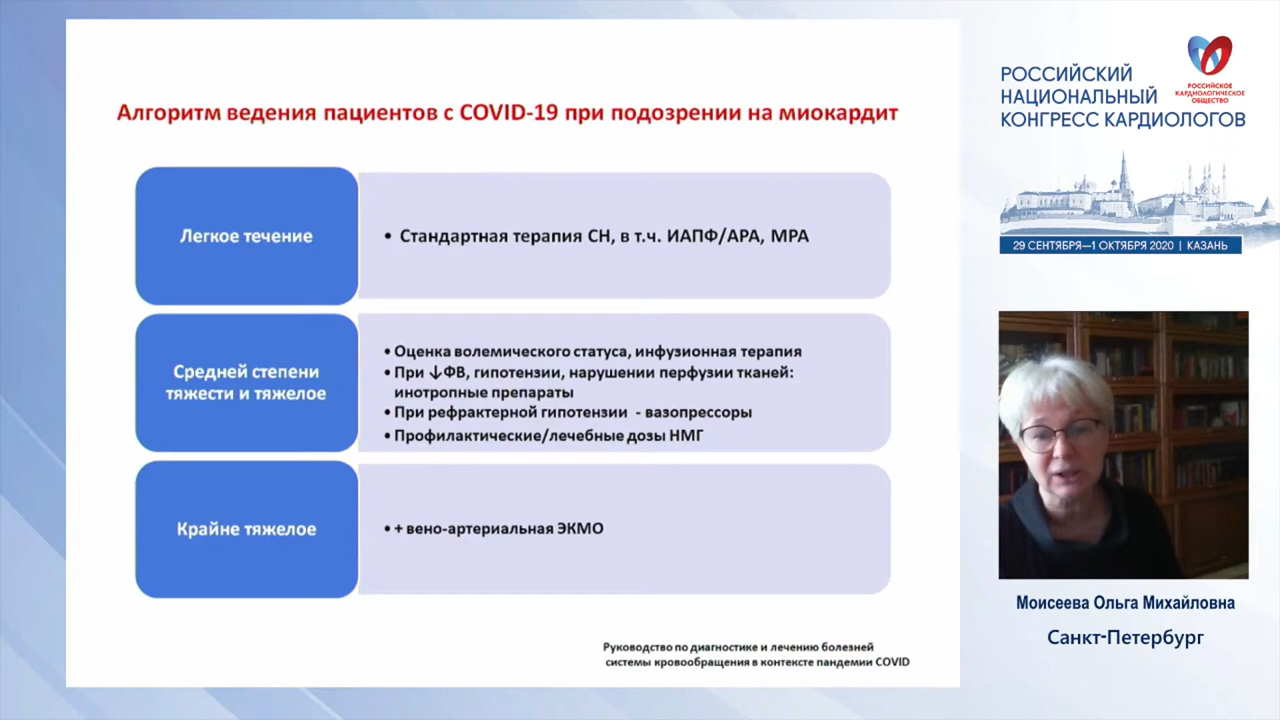 Алгоритм ведения пациентов с COVID-19 при подозрении на миокардит
Легкое течение
• Стандартная терапия СН, в т.ч. ИАПФ/АРА, МРА
Средней степени
тяжести и тяжелое
• Оценка волемического статуса, инфузионная терапия
• При ↓ФВ, гипотензии, нарушении перфузии тканей:
инотропные препараты
• При рефрактерной гипотензии - вазопрессоры
• Профилактические/лечебные дозы НМГ
Крайне тяжелое
• + вено-артериальная ЭКМО
Руководство по диагностике и лечению болезней
системы кровообращения в контексте пандемии COVID
РОССИЙСКИЙ
НАЦИОНАЛЬНЫЙ
КОНГРЕСС КАРДИОЛОГОВ
РОССИЙСКОЕ
КАРДИОЛОГИЧЕСКОЕ
ОБЩЕСТВО
29 СЕНТЯБРЯ—1 ОКТЯБРЯ 2020 | КАЗАНЬ
Моисеева Ольга Михайловна
Санкт-Петербург